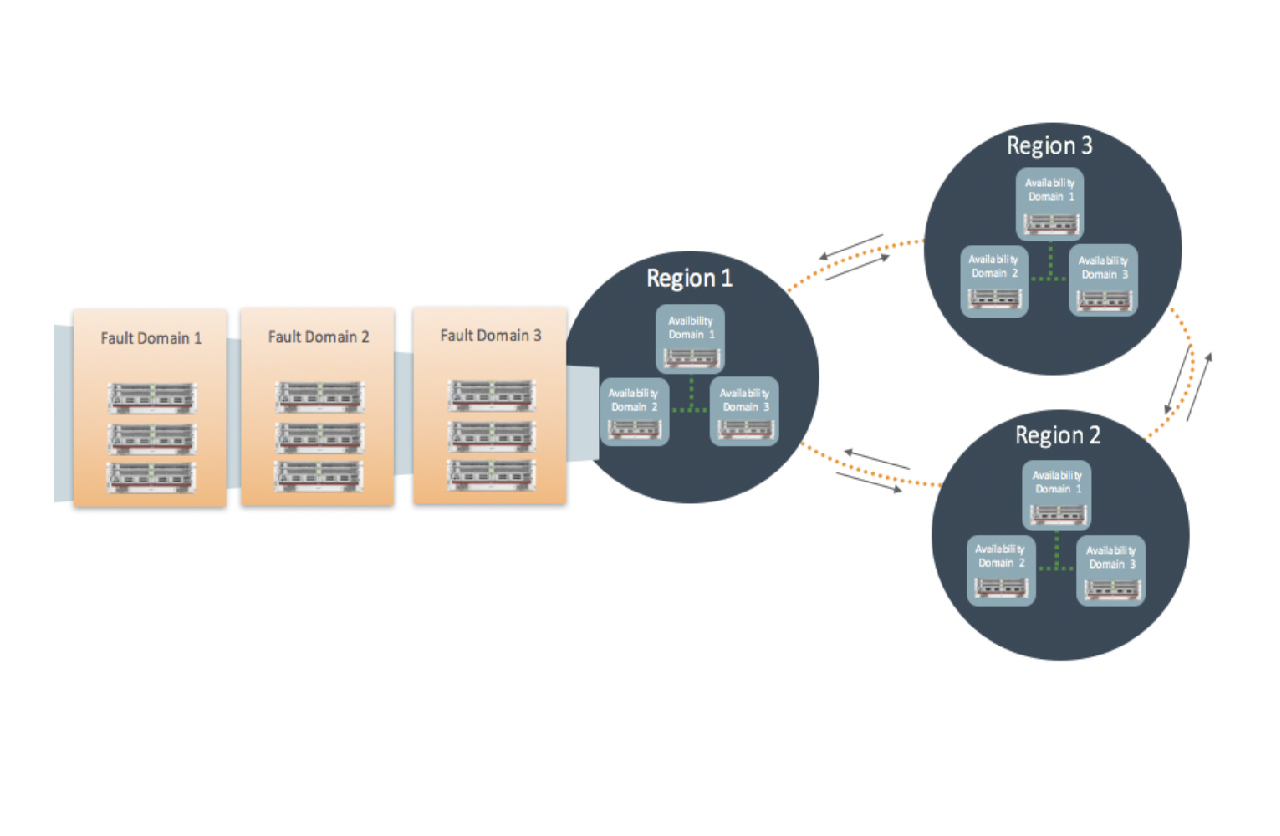 Fault Domain 1
Fault Domain 2
Fault Domain 3
Region 1
Availbility
Domain 1
Availability
Domain 2
Availability
Domain 3
Region 3
Availability
Domain 1
Availability
Domain 2
Availability
Domain 3
Region 2
Availability
Domain 1
Availability
Domain 2
Availability
Domain 3